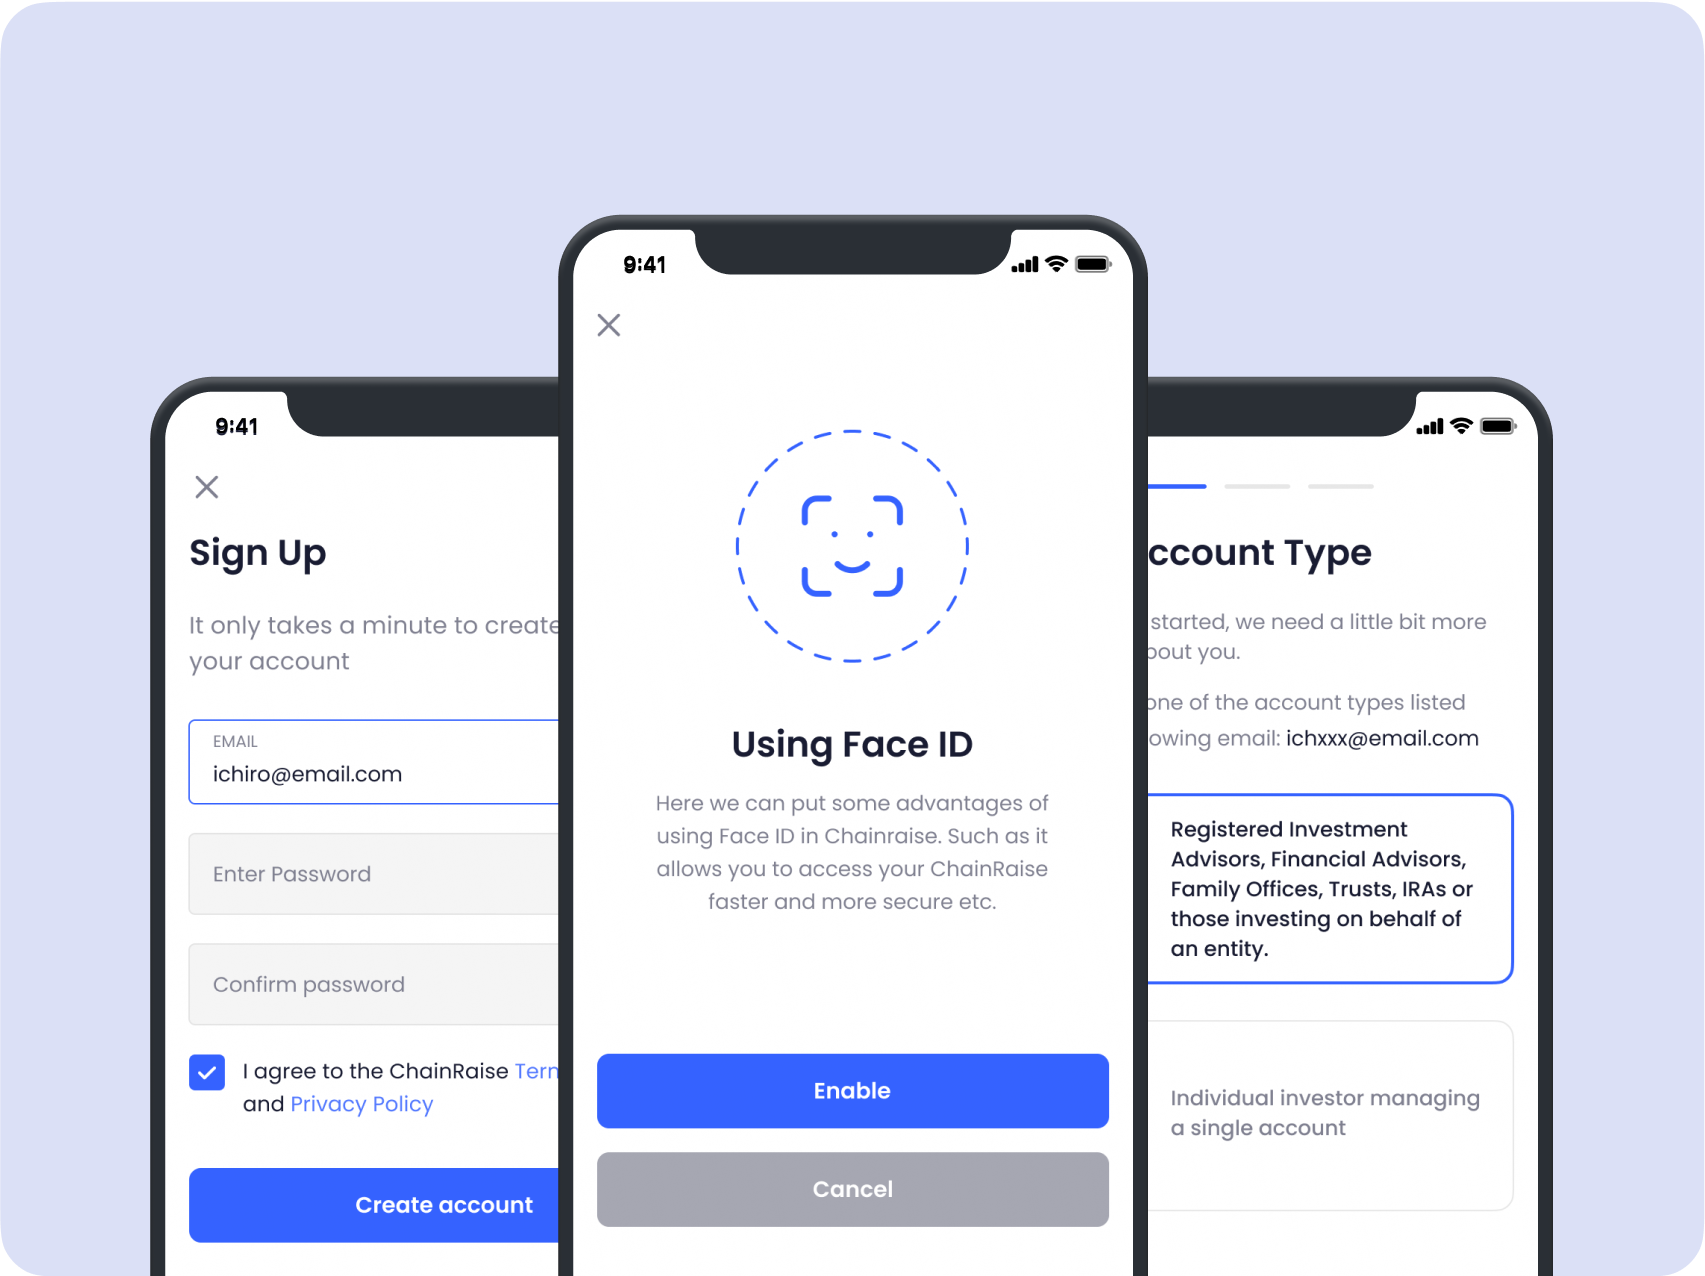 9:41
Sign Up
It only takes a minute to create
your account
EMAIL
ichiro@email.com
Enter Password
Confirm password
I agree to the ChainRaise
and Privacy Policy
Create account
9:41
Using Face ID
Here we can put some advantages of
using Face ID in Chainraise. Such as it
allows you to access your ChainRaise
faster and more secure etc.
Enable
Cancel
ccount Type
started, we need a little bit more
bout you.
one of the account types listed
owing email: ichxxx@email.com
Registered Investment
Advisors, Financial Advisors,
Family Offices, Trusts, IRAs or
those investing on behalf of
an entity.
Individual investor managing
a single account